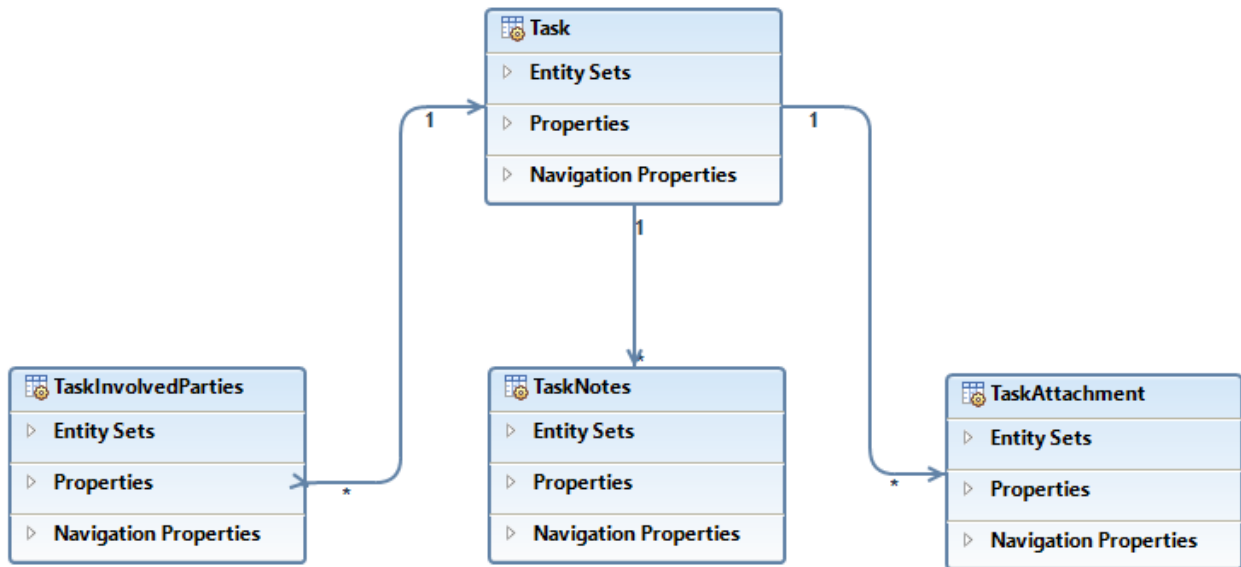 Task
Entity Sets
Properties
Navigation Properties
1
1
1
*
*
*
TaskInvolvedParties
Entity Sets
Properties
Navigation Properties
TaskNotes
Entity Sets
Properties
Navigation Properties
TaskAttachment
Entity Sets
Properties
Navigation Properties